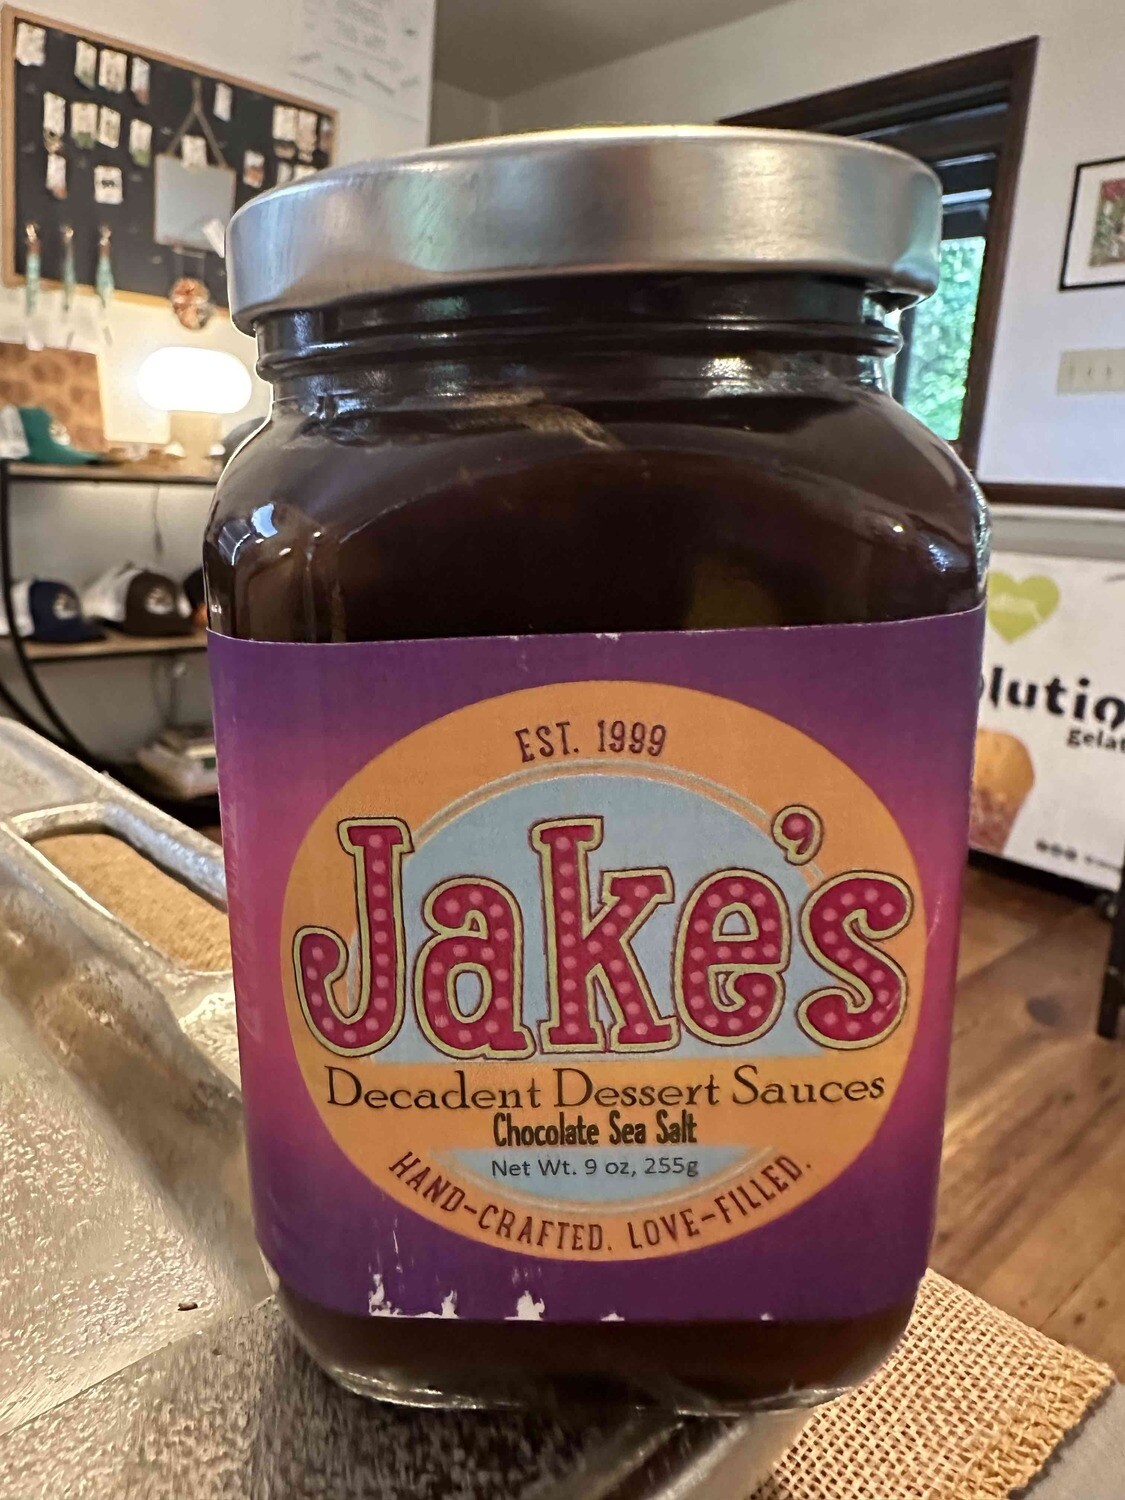 EST. 1999
Jake's
Decadent Dessert Sauces
Chocolate Sea Salt
Net Wt. 9 oz, 255g
HAND-CRAFTED. LOVE-FILLED.